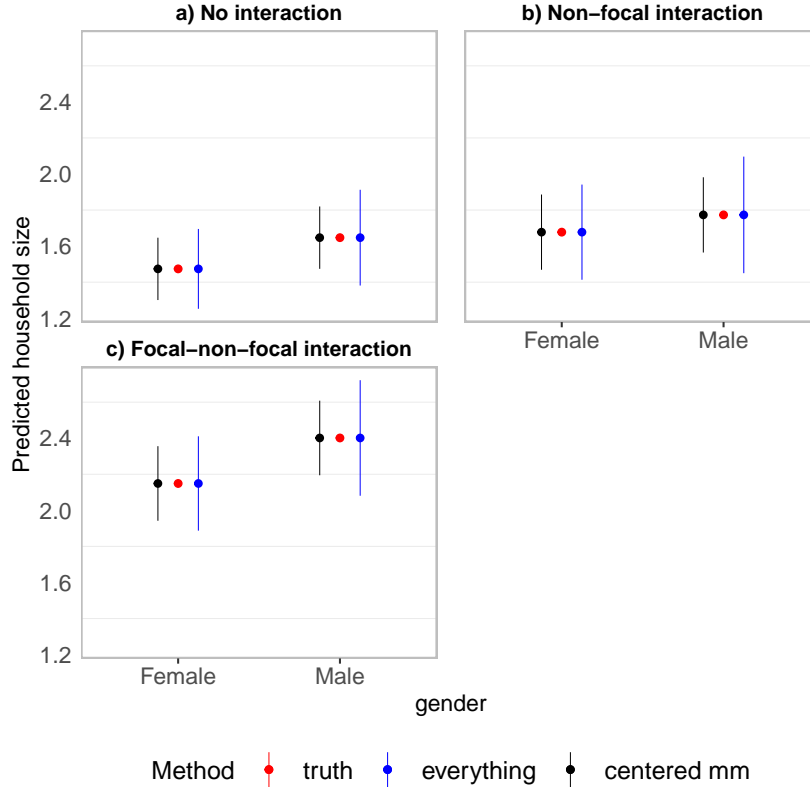 a) No interaction
b) Non−focal interaction
2.4
2.0
1.6
1.2
Female
Male
c) Focal−non−focal interaction
2.4
2.0
1.6
1.2
Female
Male
Predicted household size
gender
Method truth everything centered mm